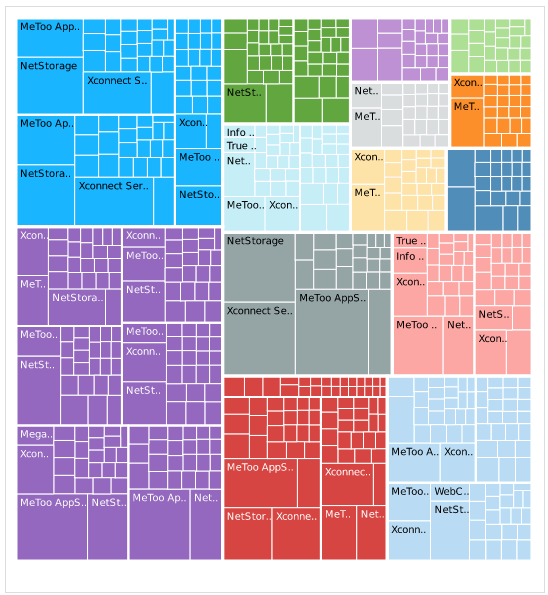 MeToo App..
NetStorage
Xconnect S..
MeToo Ap..
NetStora..
Xconnect Ser..
Xcon..
MeToo ..
NetSto..
NetSt..
Info ..
True ..
Net..
MeToo..
Xcon..
Net..
MeT..
Xcon..
MeT..
Xcon..
MeT..
Xcon..
MeT..
NetStora..
Xconn..
MeToo..
NetSt..
MeToo..
NetSt..
MeToo..
Xconn..
NetSt..
Mega..
Xcon..
MeToo AppS..
NetSt..
MeToo Ap..
Net..
NetStorage
Xconnect Se..
MeToo AppS..
True ..
Info ..
Xcon..
MeToo ..
Net..
NetS..
Xcon..
MeToo AppS..
NetStor..
Xconne..
Xconnec..
MeT..
Net..
MeToo A..
Xcon..
MeToo..
Xconn..
WebC..
NetSt..